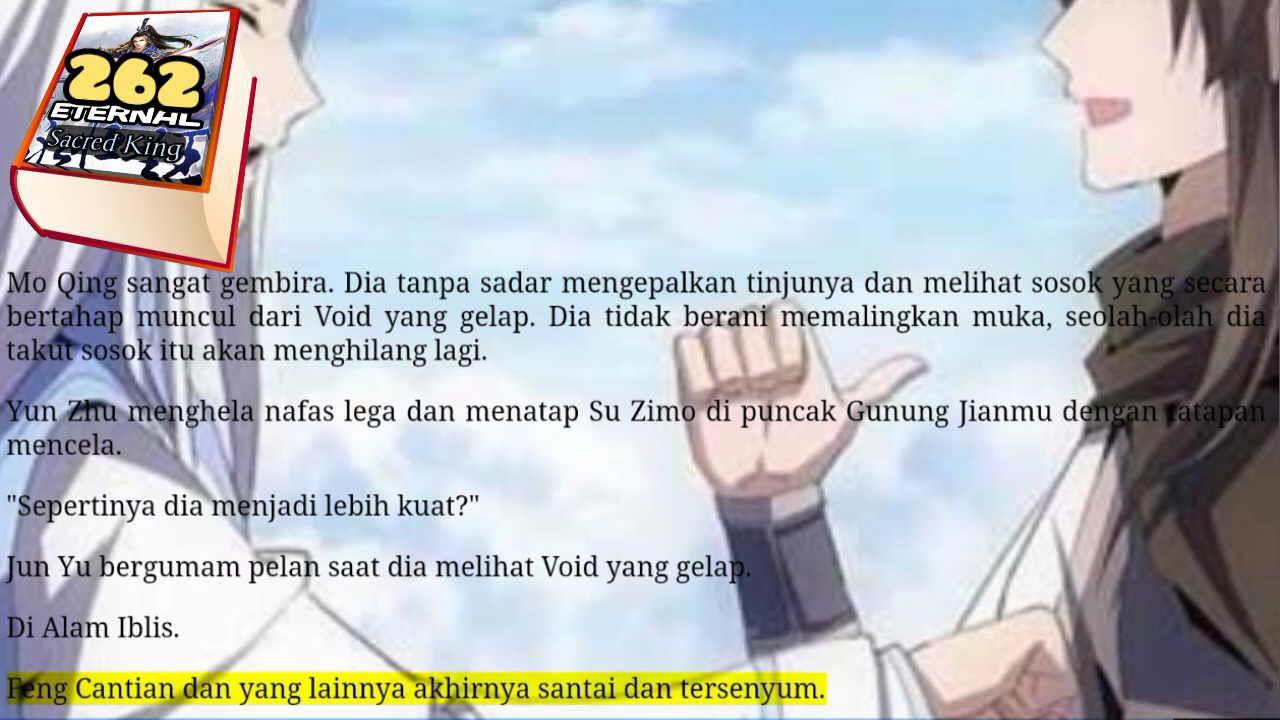 262
ETERNAL
Sacred King
Mo Qing sangat gembira. Dia tanpa sadar mengepalkan tinjunya dan melihat sosok yang secara
bertahap muncul dari Void yang gelap. Dia tidak berani memalingkan muka, seolah-olah dia
takut sosok itu akan menghilang lagi.
Yun Zhu menghela nafas lega dan menatap Su Zimo di puncak Gunung Jianmu dengan tatapan
mencela.
"Sepertinya dia menjadi lebih kuat?"
Jun Yu bergumam pelan saat dia melihat Void yang gelap.
Di Alam Iblis.
Feng Cantian dan yang lainnya akhirnya santai dan tersenyum.